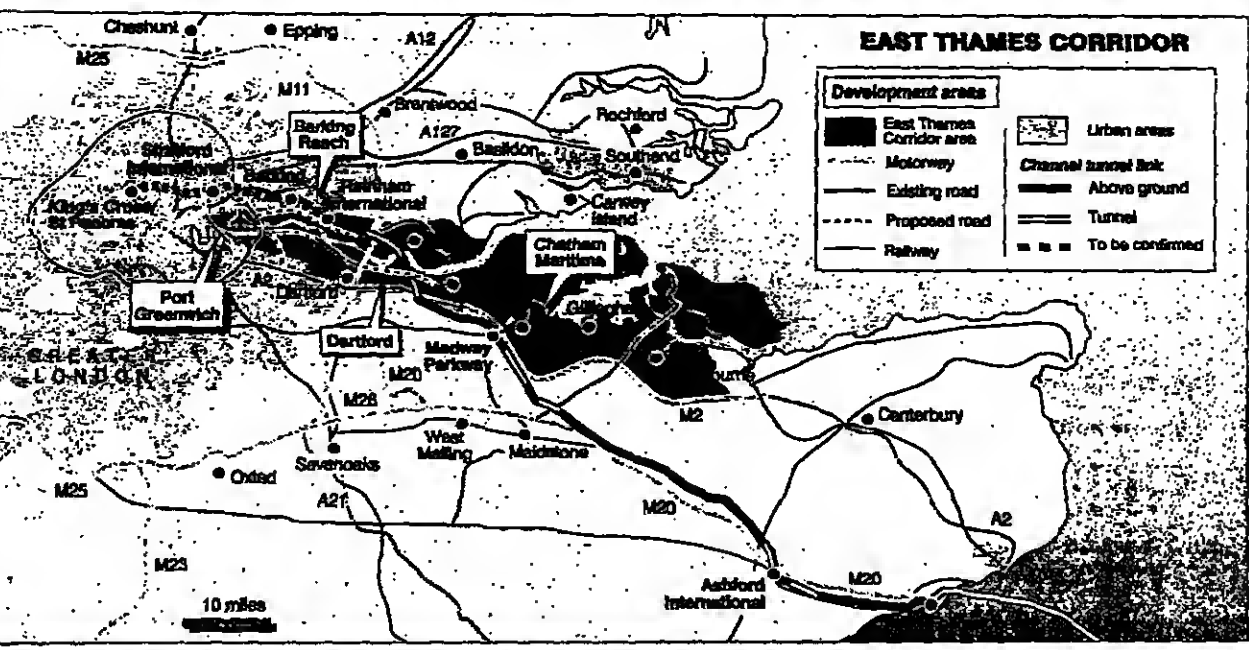 EAST THAMES CORRIDOR
Development areas
East Thames
Corridor area
Motorway
Existing road
Proposed road
Railway
Urban areas
Channel tunnel link
Above ground
Tunnel
To be confirmed
Cheshunt
Epping
A12
M25
M11
Brentwood
Barking
Reach
A127
Rochford
Stratford
International
Basildon
Southend
Rainham
International
King's Cross/
St Pancras
Canvey
Island
Chatham
Maritime
A2
Dartford
Port
Greenwich
Dartford
Medway
Parkway
GREATER
LONDON
M20
M26
M2
Canterbury
West
Malling
Maidstone
Sevenoaks
Oxted
M25
A21
M20
A2
M23
10 miles
Ashford
International
M20